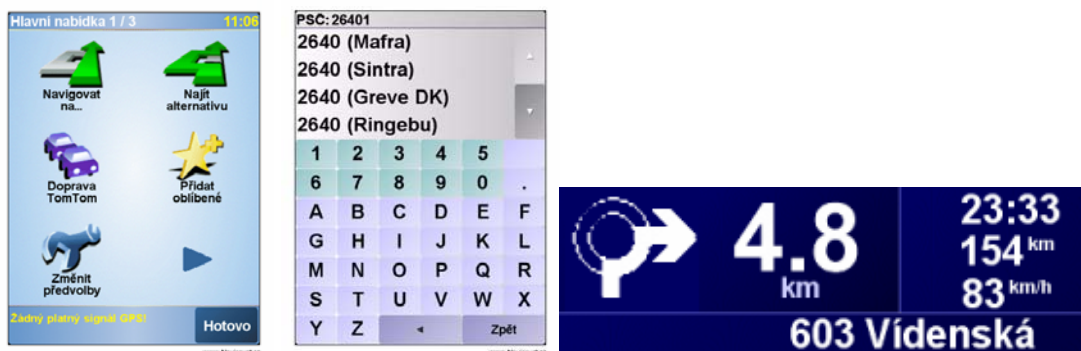 Hlavní nabídka 1 / 3 11:06
Navigovat
na...
Najít
alternativu
Doprava
TomTom
Přidat
oblíbené
Změnit
předvolby
Žádný platný signál GPS!
Hotovo
PSČ: 26401
2640 (Mafra)
2640 (Sintra)
2640 (Greve DK)
2640 (Ringebu)
1 2 3 4 5
6 7 8 9 0 .
A B C D E F
G H I J K L
M N O P Q R
S T U V W X
Y Z Zpět
4.8
km
23:33
154 km
83 km/h
603 Vídenská